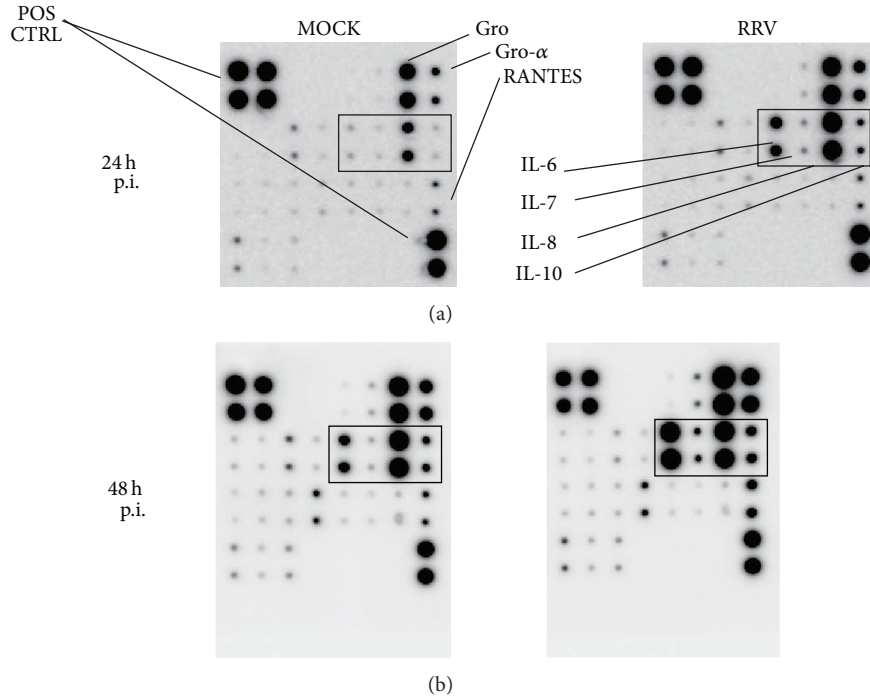 POS
CTRL
MOCK
Gro
Gro-α
RANTES
RRV
24 h
p.i.
IL-6
IL-7
IL-8
IL-10
(a)
48 h
p.i.
(b)